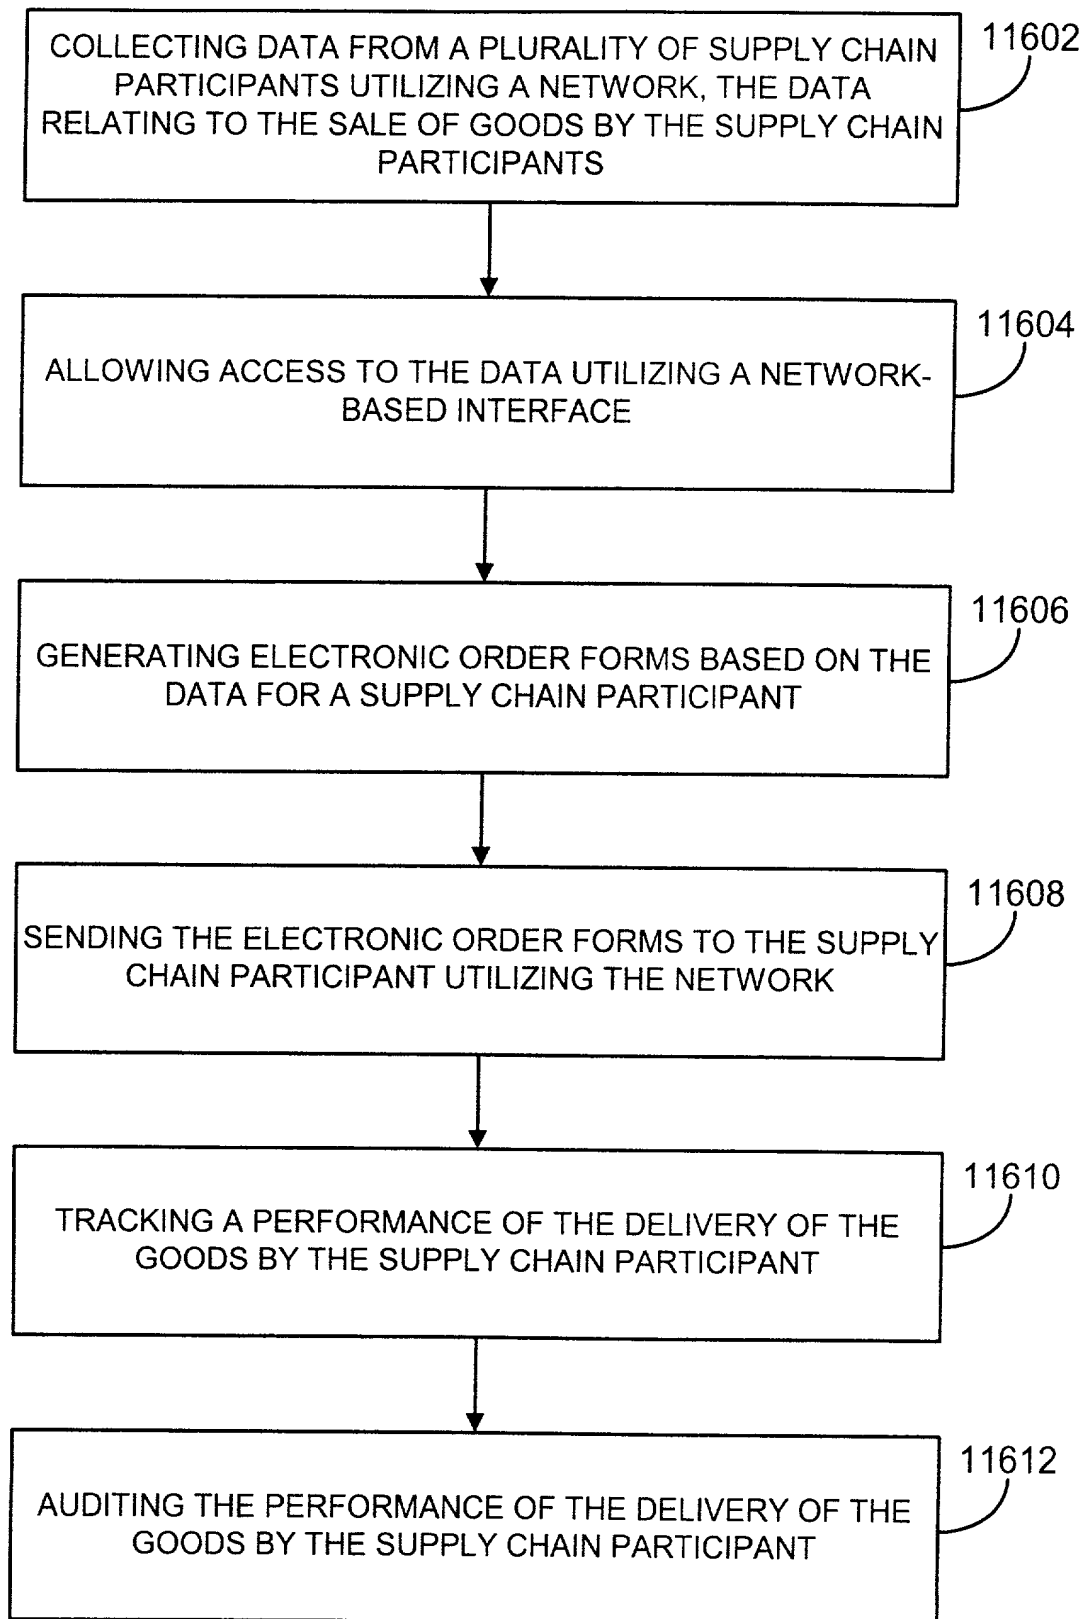 COLLECTING DATA FROM A PLURALITY OF SUPPLY CHAIN
PARTICIPANTS UTILIZING A NETWORK, THE DATA
RELATING TO THE SALE OF GOODS BY THE SUPPLY CHAIN
PARTICIPANTS
11602
ALLOWING ACCESS TO THE DATA UTILIZING A NETWORK-
BASED INTERFACE
11604
GENERATING ELECTRONIC ORDER FORMS BASED ON THE
DATA FOR A SUPPLY CHAIN PARTICIPANT
11606
SENDING THE ELECTRONIC ORDER FORMS TO THE SUPPLY
CHAIN PARTICIPANT UTILIZING THE NETWORK
11608
TRACKING A PERFORMANCE OF THE DELIVERY OF THE
GOODS BY THE SUPPLY CHAIN PARTICIPANT
11610
AUDITING THE PERFORMANCE OF THE DELIVERY OF THE
GOODS BY THE SUPPLY CHAIN PARTICIPANT
11612